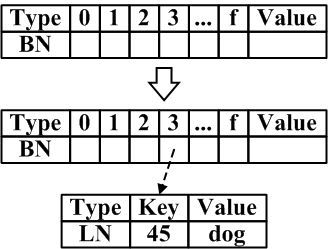 Type 0 1 2 3 ... f Value
BN
Type 0 1 2 3 ... f Value
BN
Type Key Value
LN 45 dog